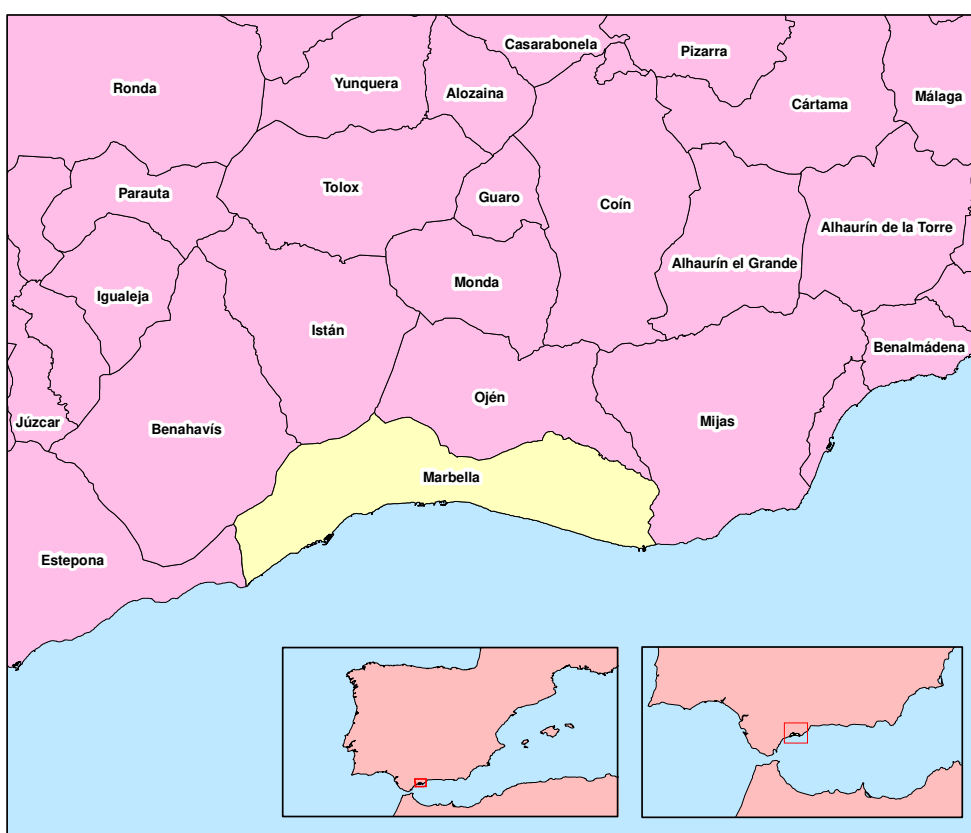 Casarabonela
Pizarra
Ronda
Yunquera
Alozaina
Cártama
Málaga
Parauta
Tolox
Guaro
Coín
Alhaurín de la Torre
Alhaurín el Grande
Igualeja
Monda
Istán
Benalmádena
Ojén
Júzcar
Benahavís
Mijas
Marbella
Estepona